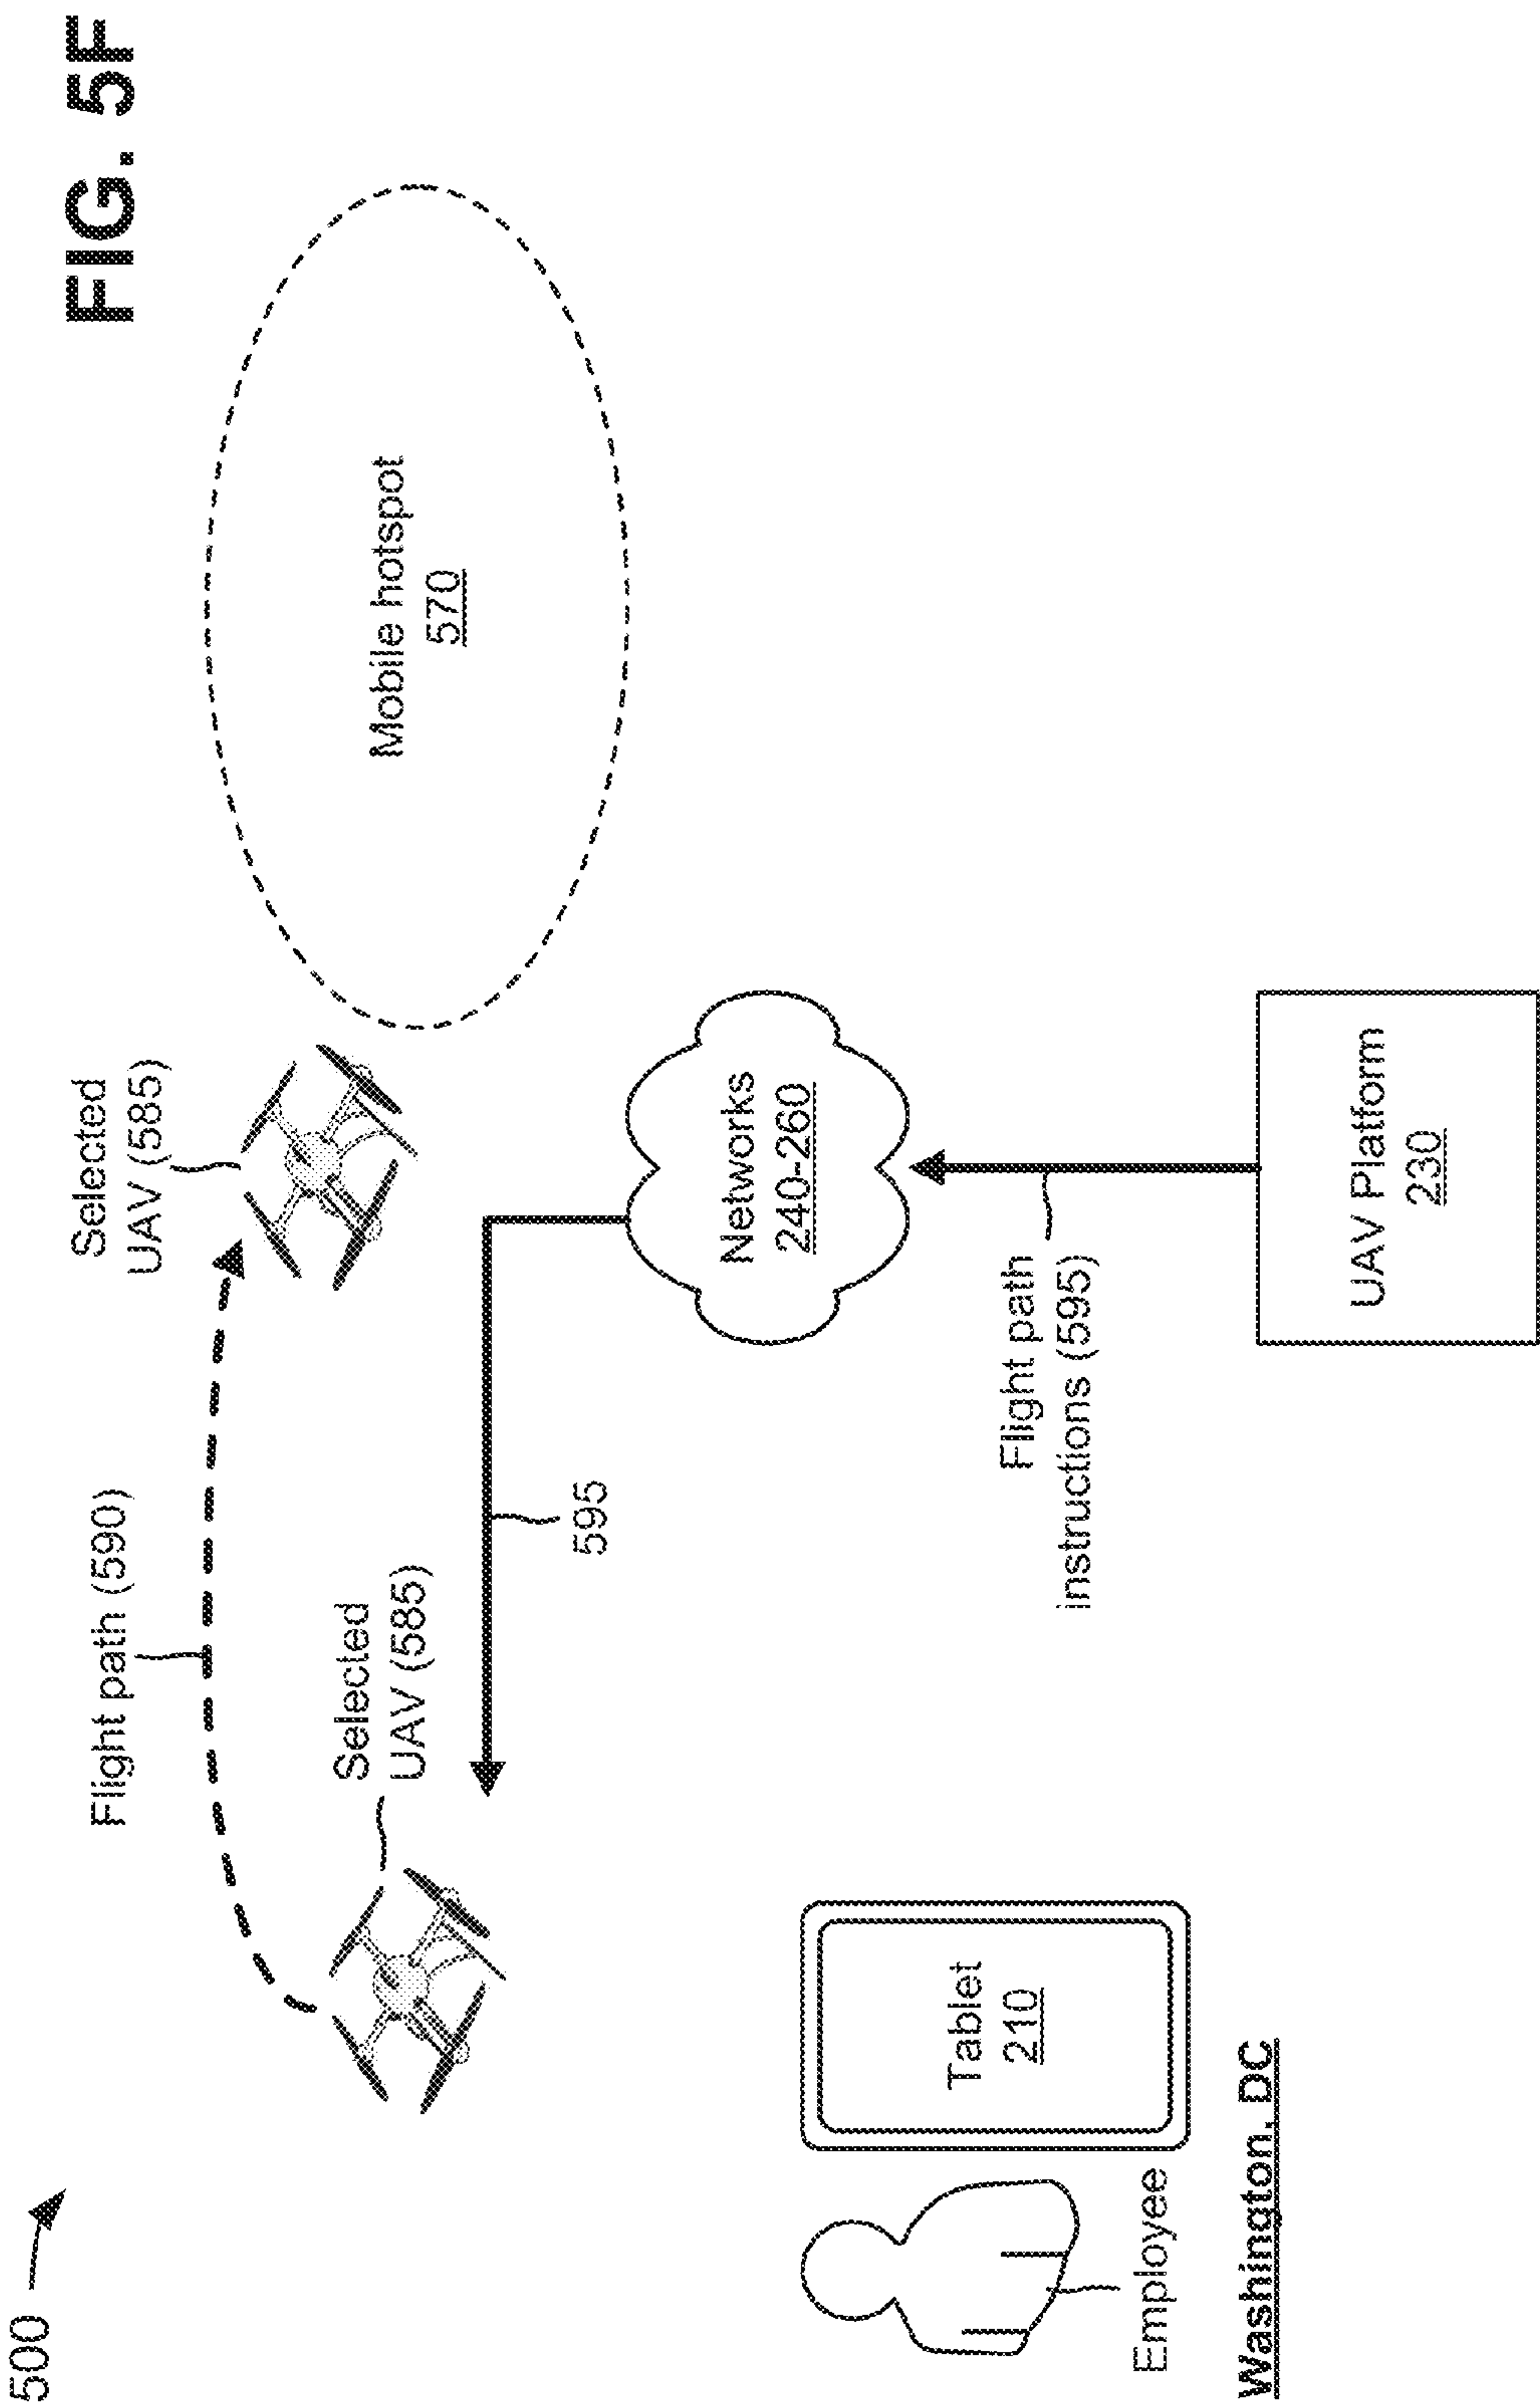 500
Flight path (590)
Selected
UAV (585)
Selected
UAV (585)
Mobile hotspot
570
595
Networks
240-260
Tablet
210
Employee
Washington, DC
Flight path
instructions (595)
UAV Platform
230
FIG. 5F